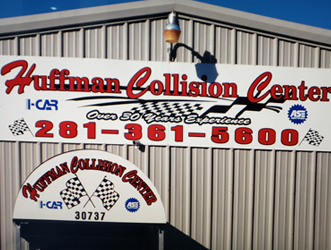 Huffman Collision Center
I-CAR
Over 30 Years Experience
ASE
281-361-5600
HUFFMAN COLLISION CENTER
I-CAR
ASE
30737